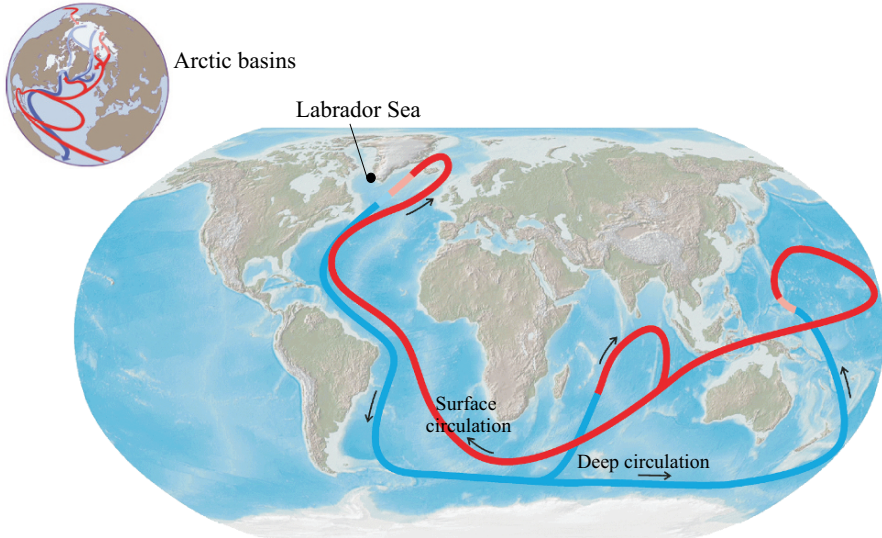 Arctic basins
Labrador Sea
Surface
circulation
Deep circulation